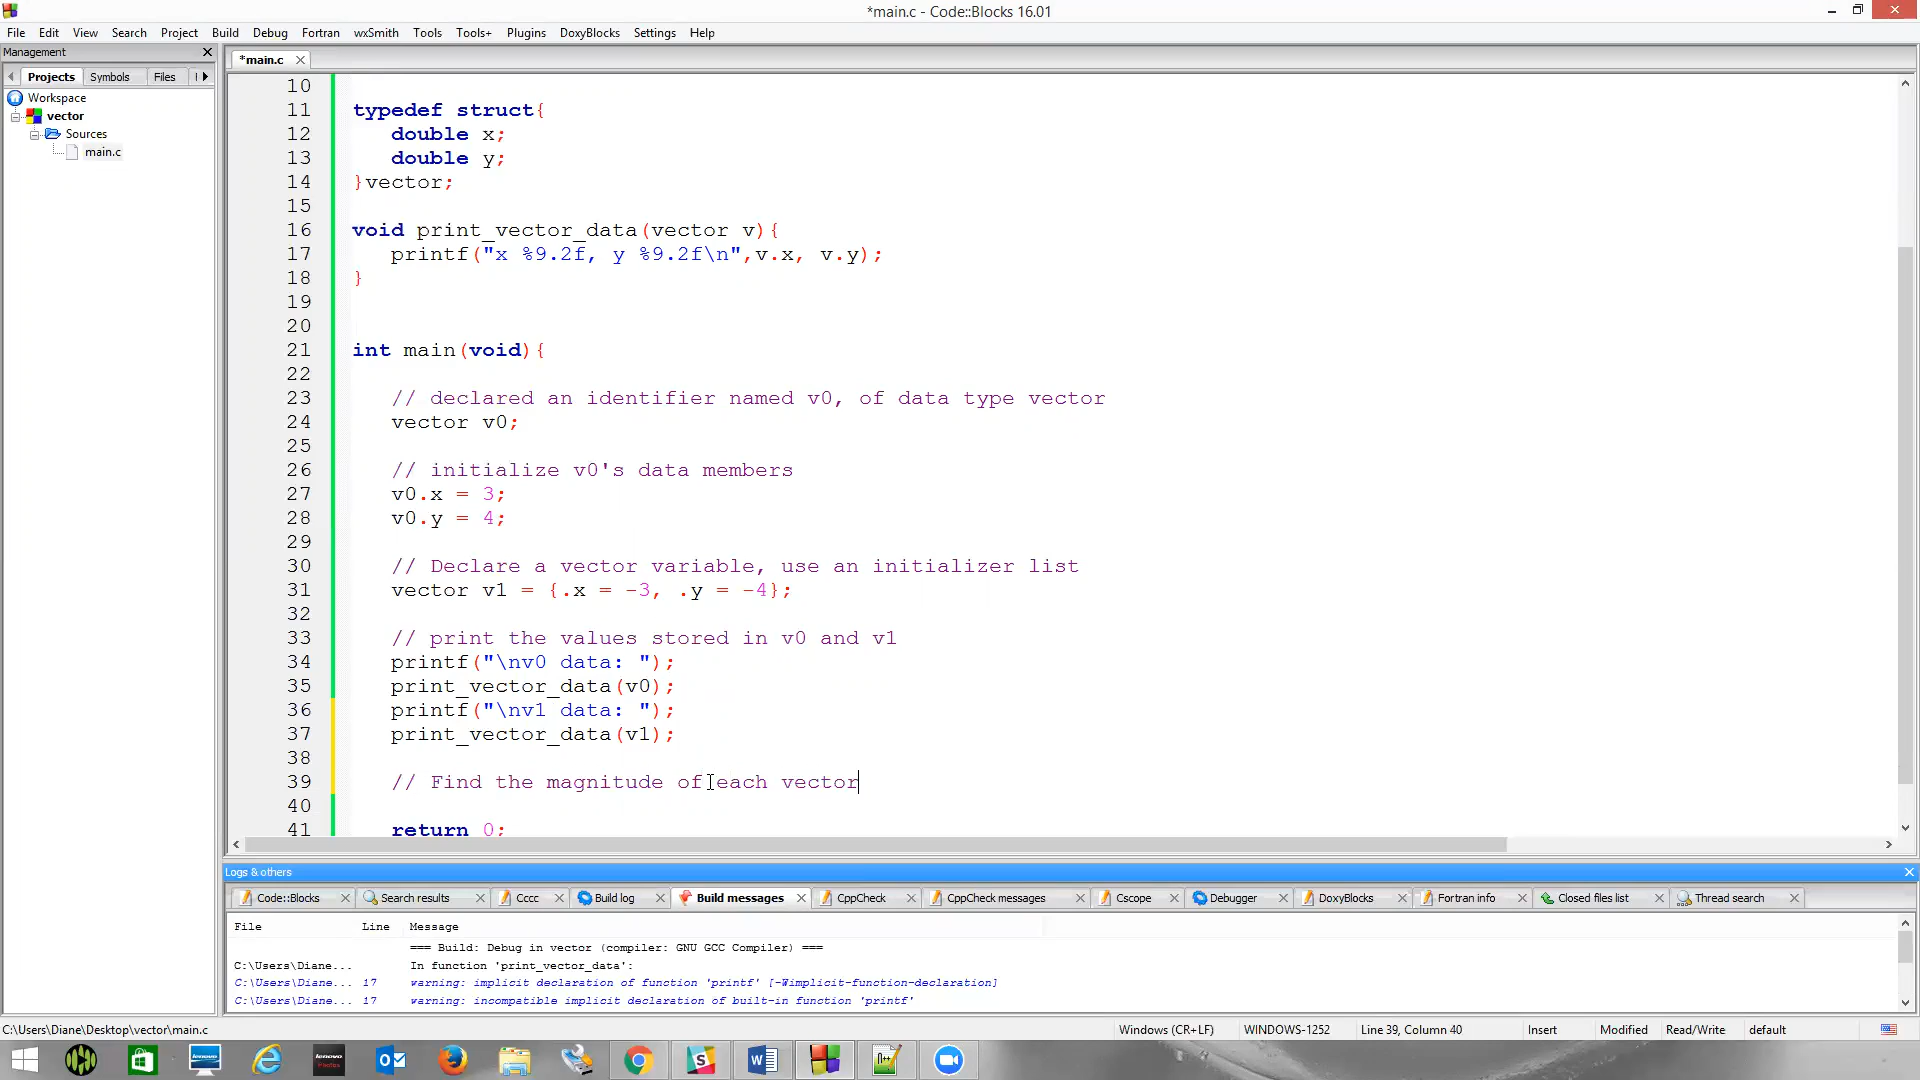 *main.c - Code::Blocks 16.01
File Edit View Search Project Build Debug Fortran wxSmith Tools Tools+ Plugins DoxyBlocks Settings Help
Management
Projects Symbols Files
*main.c
Workspace
vector
Sources
main.c
10
11 typedef struct{
12 double x;
13 double y;
14 }vector;
15
16 void print_vector_data(vector v){
17 printf("x %9.2f, y %9.2f\n",v.x, v.y);
18 }
19
20
21 int main(void){
22
23 // declared an identifier named v0, of data type vector
24 vector v0;
25
26 // initialize v0's data members
27 v0.x = 3;
28 v0.y = 4;
29
30 // Declare a vector variable, use an initializer list
31 vector v1 = {.x = -3, .y = -4};
32
33 // print the values stored in v0 and v1
34 printf("\nv0 data: ");
35 print_vector_data(v0);
36 printf("\nv1 data: ");
37 print_vector_data(v1);
38
39 // Find the magnitude of each vector
40
41 return 0;
Logs & others
Code::Blocks Search results Cccc Build log Build messages CppCheck CppCheck messages Cscope Debugger DoxyBlocks Fortran info Closed files list Thread search
File Line Message
=== Build: Debug in vector (compiler: GNU GCC Compiler) ===
C:\Users\Diane... In function 'print_vector_data':
C:\Users\Diane... 17 warning: implicit declaration of function 'printf' [-Wimplicit-function-declaration]
C:\Users\Diane... 17 warning: incompatible implicit declaration of built-in function 'printf'
C:\Users\Diane\Desktop\vector\main.c Windows (CR+LF) WINDOWS-1252 Line 39, Column 40 Insert Modified Read/Write default